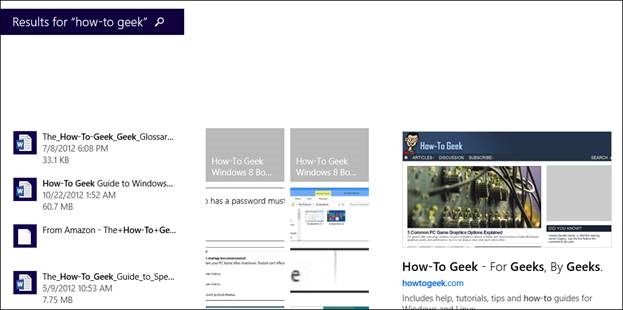 Results for “how-to geek”
The_How-To-Geek_Geek_Glossar...
7/8/2012 6:08 PM
33.1 KB
How-To Geek Guide to Windows...
10/22/2012 1:52 AM
60.7 MB
From Amazon - The+How-To+Ge...
The_How-To_Geek_Guide_to_Spe...
5/9/2012 10:53 AM
7.75 MB
How-To Geek
Windows 8 Bo...
How-To Geek
Windows 8 Bo...
o has a password must
e
How-To Geek
ARTICLES DISCUSSION SUBSCRIBE SEARCH
5 Common PC Game Graphics Options Explained
DID YOU KNOW?
How-To Geek - For Geeks, By Geeks.
howtogeek.com
Includes help, tutorials, tips and how-to guides for
Windows and Linux.